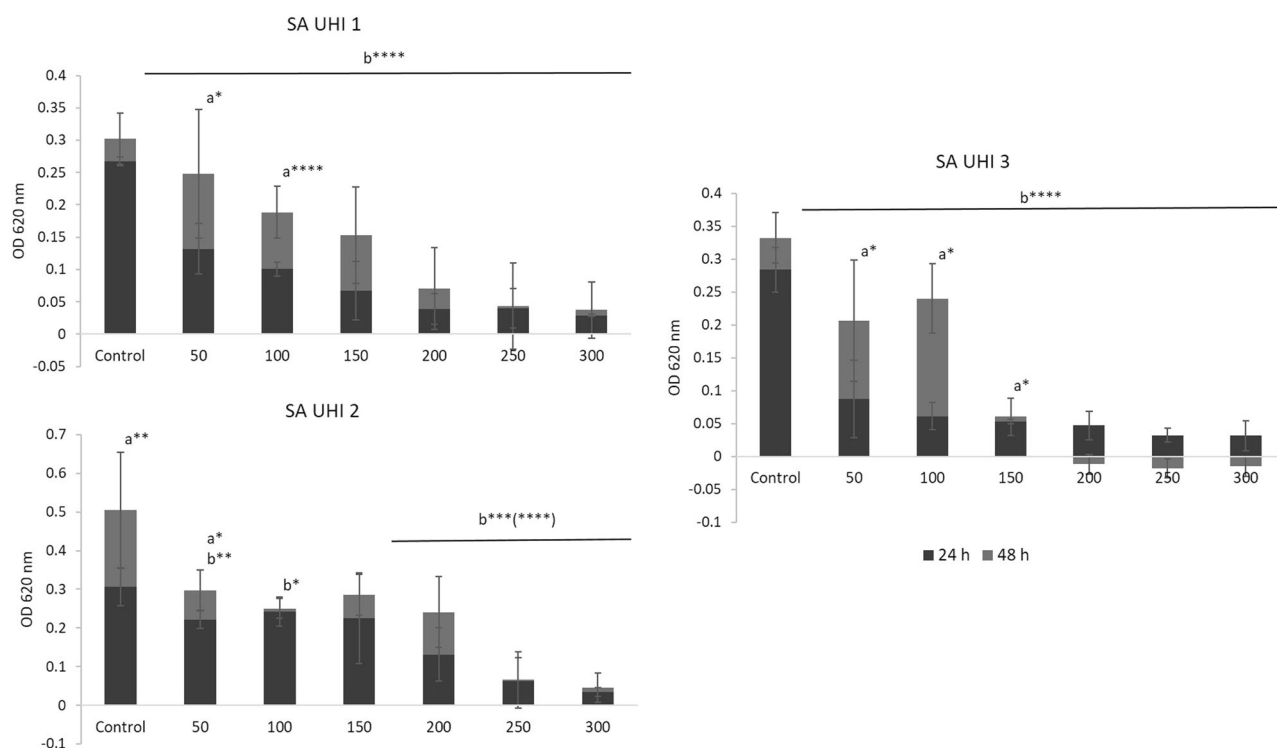 SA UHI 1
b****
0.4
0.35
0.3
0.25
0.2
0.15
0.1
0.05
0
-0.05
OD 620 nm
a*
a****
Control 50 100 150 200 250 300
SA UHI 2
0.7
0.6
0.5
0.4
0.3
0.2
0.1
0
-0.1
OD 620 nm
a**
a*
b**
b*
b***(****)
Control 50 100 150 200 250 300
SA UHI 3
b****
0.4
0.35
0.3
0.25
0.2
0.15
0.1
0.05
0
-0.05
-0.1
OD 620 nm
a*
a*
a*
Control 50 100 150 200 250 300
24 h 48 h